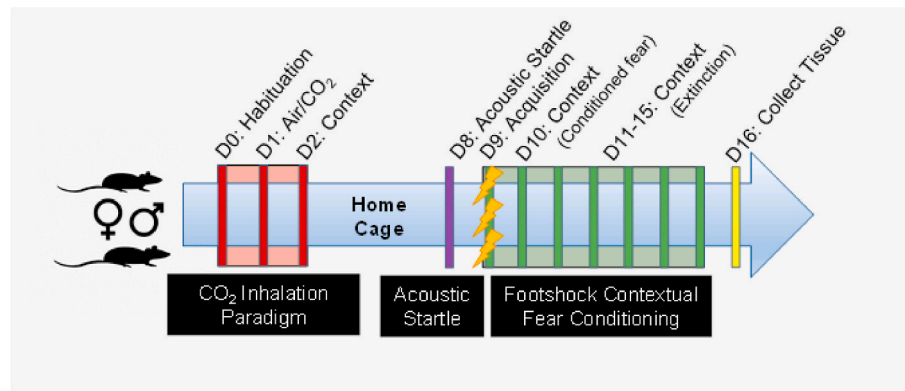 D0: Habituation
D1: Air/CO₂
D2: Context
D8: Acoustic Startle
D9: Acquisition
D10: Context
(Conditioned fear)
D11-15: Context
(Extinction)
D16: Collect Tissue
Home
Cage
♀♂
CO₂ Inhalation
Paradigm
Acoustic
Startle
Footshock Contextual
Fear Conditioning